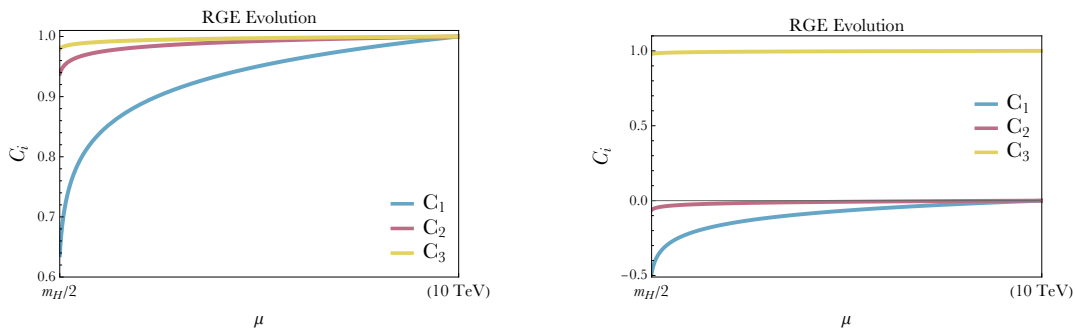 RGE Evolution
1.0
0.9
0.8
0.7
0.6
C_i
C_1
C_2
C_3
m_H/2
(10 TeV)
μ
RGE Evolution
1.0
0.5
0.0
-0.5
C_i
C_1
C_2
C_3
m_H/2
(10 TeV)
μ